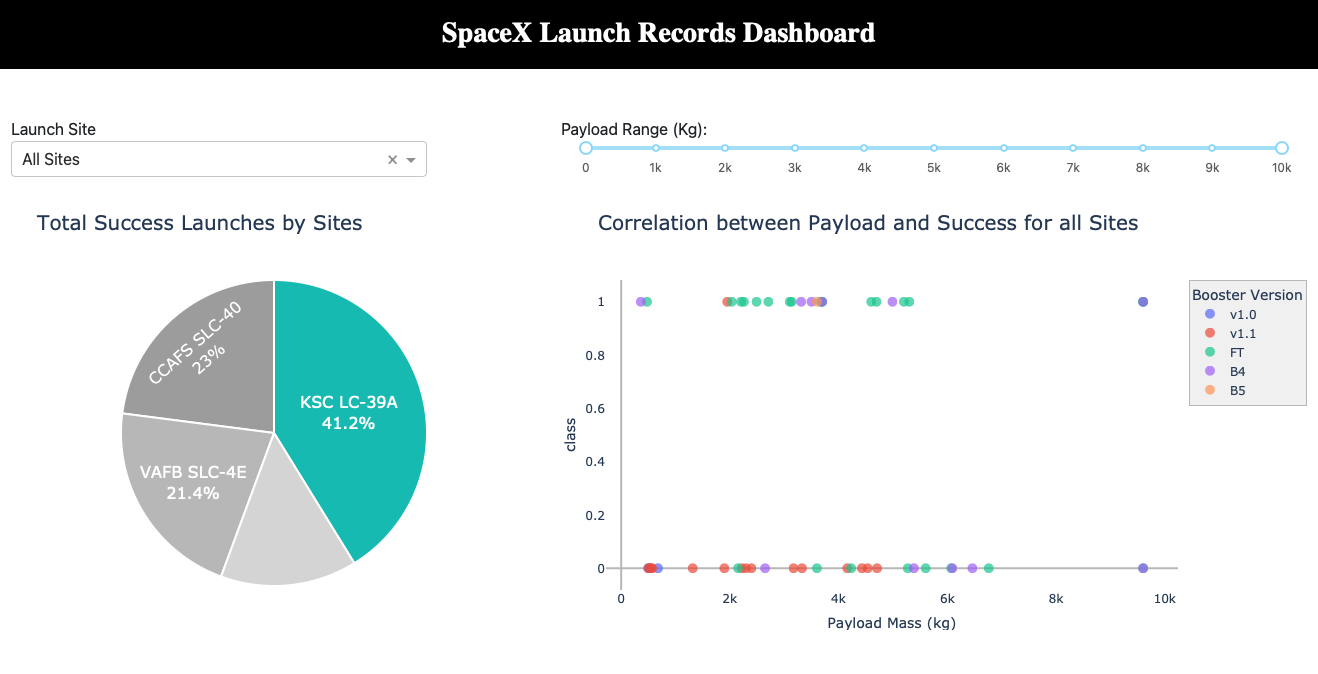 SpaceX Launch Records Dashboard
Launch Site
All Sites
Payload Range (Kg):
0 1k 2k 3k 4k 5k 6k 7k 8k 9k 10k
Total Success Launches by Sites
CCAFS SLC-40
23%
KSC LC-39A
41.2%
VAFB SLC-4E
21.4%
Correlation between Payload and Success for all Sites
1
0.8
0.6
0.4
0.2
0
class
0 2k 4k 6k 8k 10k
Payload Mass (kg)
Booster Version
v1.0
v1.1
FT
B4
B5